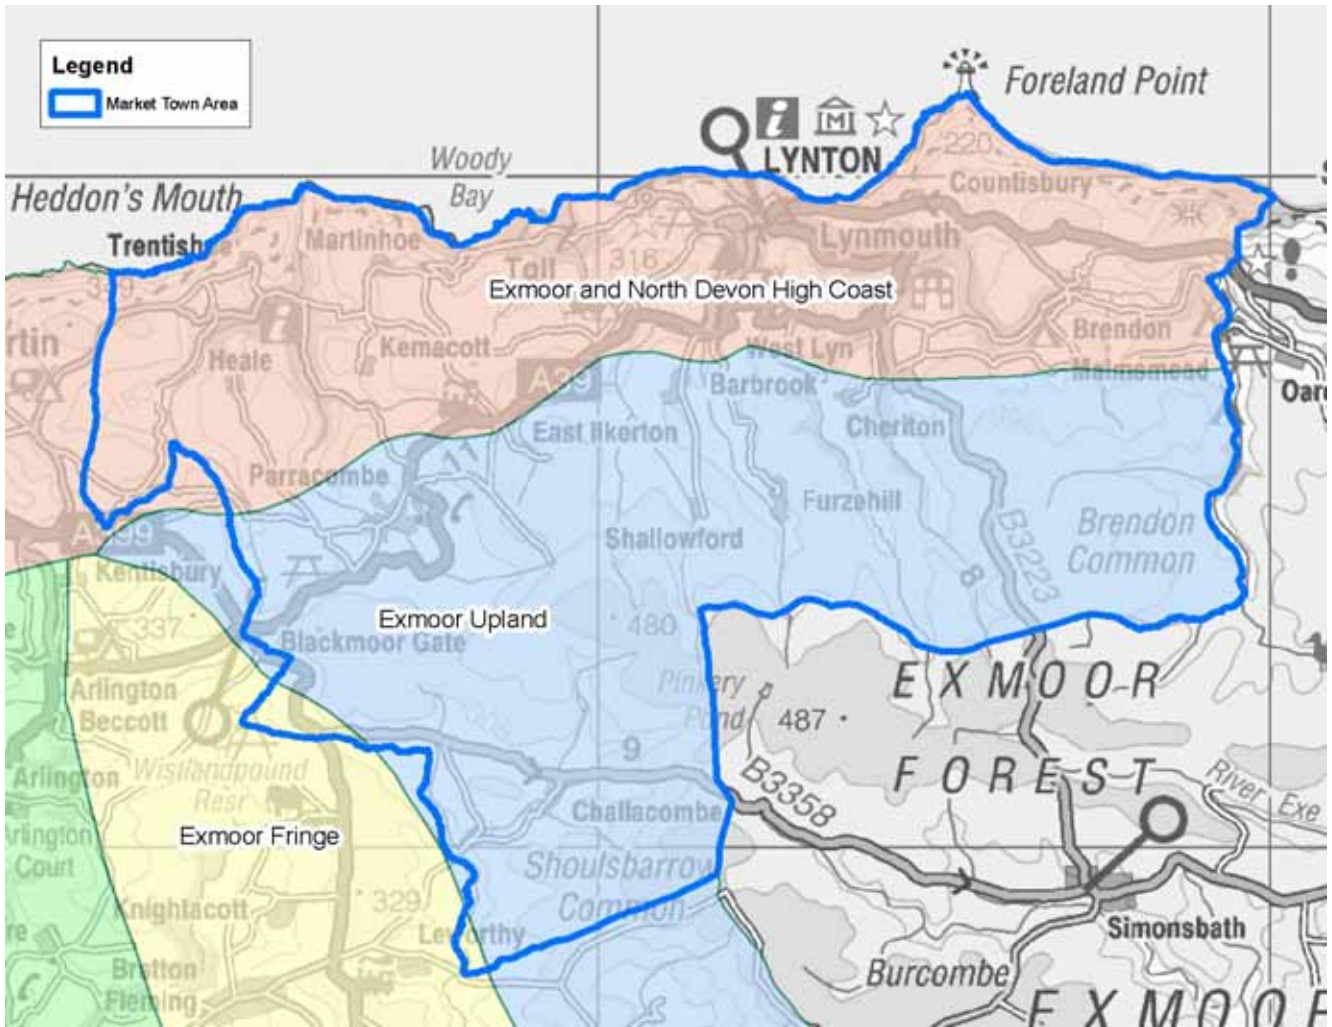 Legend
Market Town Area
Foreland Point
Woody
Bay
LYNTON
220
Countisbury
Heddon's Mouth
Martinhoe
Lynmouth
316
Exmoor and North Devon High Coast
Heale
Kemacott
West Lyn
Brendon
Malmsmead
A39
Barbrook
Parracombe
East Ilkerton
Cheriton
11
Furzehill
Brendon
Common
Shallowford
B3223
8
Kentisbury
337
Exmoor Upland
480
Blackmoor Gate
EXMOOR
FOREST
Arlington
Beccott
Pinkery
Pond
487
9
Wistlandpound
Resr
Arlington
B3358
River Exe
Challacombe
Exmoor Fringe
Arlington
Court
Shoulsbarrow
Common
Knightacott
329
Leworthy
Simonsbath
Bratton
Fleming
Burcombe
EXMOOR